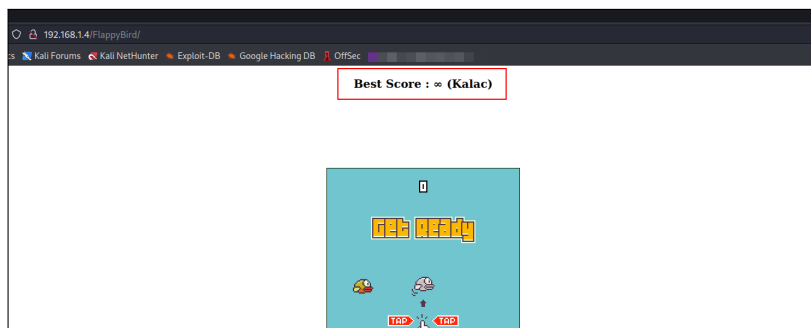 192.168.1.4/FlappyBird/
cs Kali Forums Kali NetHunter Exploit-DB Google Hacking DB OffSec
Best Score : ∞ (Kalac)
Get Ready
TAP TAP